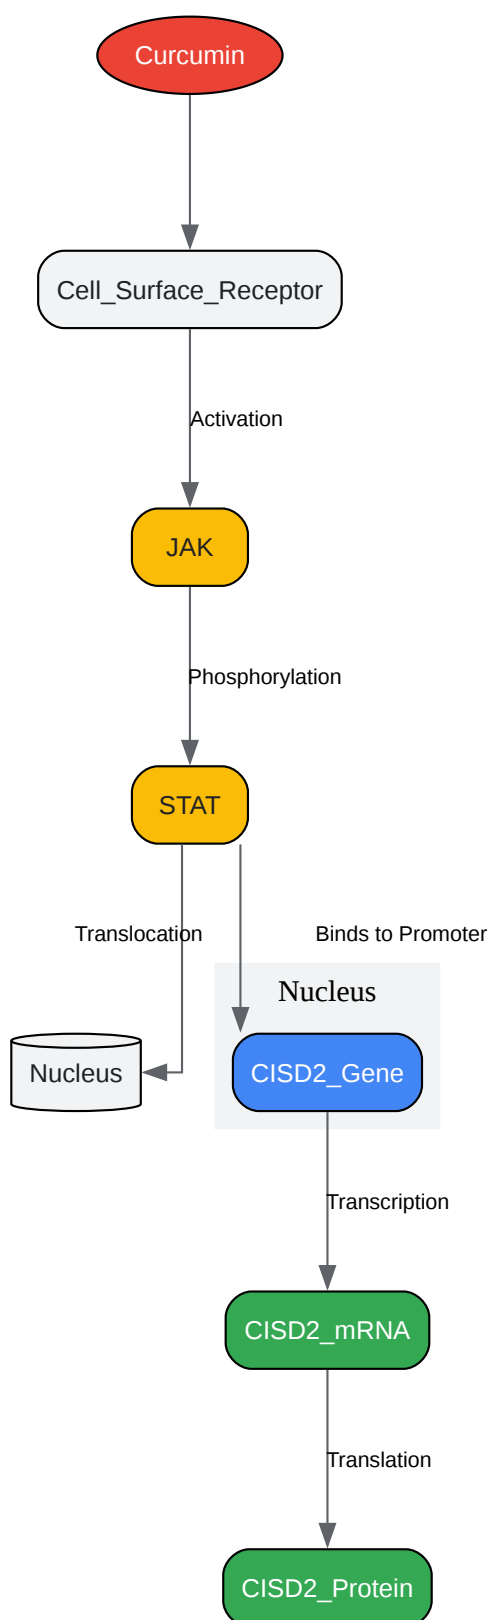 Curcumin
Cell_Surface_Receptor
Activation
JAK
Phosphorylation
STAT
Translocation
Binds to Promoter
Nucleus
Nucleus
CISD2_Gene
Transcription
CISD2_mRNA
Translation
CISD2_Protein